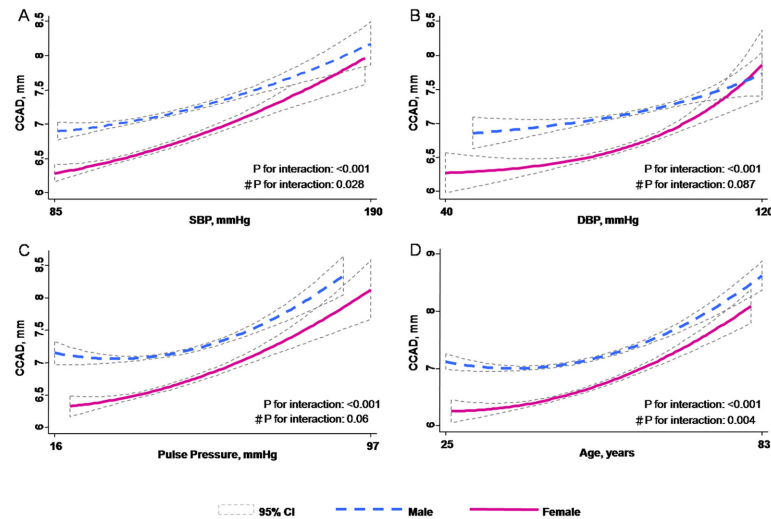 A
CCAD, mm
8.5
8
7.5
7
6.5
6
P for interaction: <0.001
# P for interaction: 0.028
85
190
SBP, mmHg
B
CCAD, mm
8.5
8
7.5
7
6.5
6
P for interaction: <0.001
# P for interaction: 0.087
40
120
DBP, mmHg
C
CCAD, mm
8.5
8
7.5
7
6.5
6
P for interaction: <0.001
# P for interaction: 0.06
16
97
Pulse Pressure, mmHg
D
CCAD, mm
9
8
7
6
P for interaction: <0.001
# P for interaction: 0.004
25
83
Age, years
95% CI Male Female